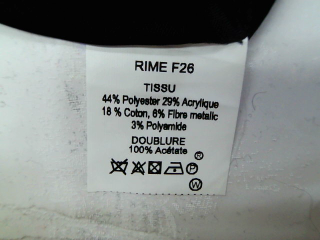 RIME F26
TISSU
44% Polyester 29% Acrylique
18 % Coton, 6% Fibre metalic
3% Polyamide
DOUBLURE
100% Acétate
®
P
W